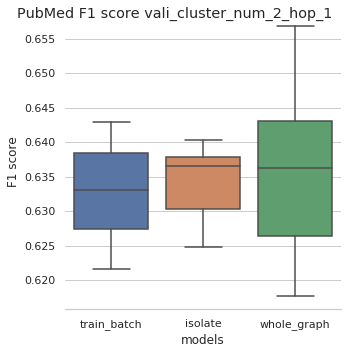 PubMed F1 score vali_cluster_num_2_hop_1
0.655
0.650
0.645
0.640
0.635
0.630
0.625
0.620
F1 score
train_batch isolate whole_graph
models